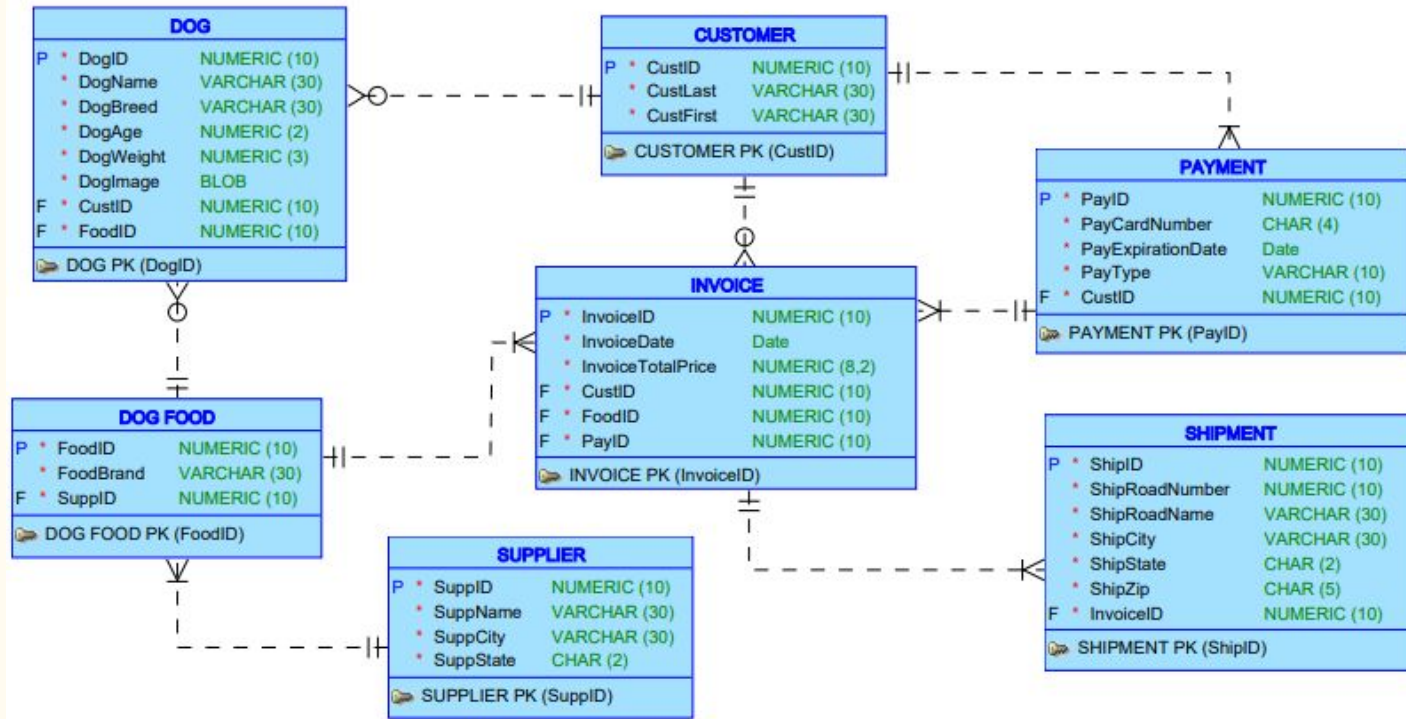 DOG
P * DogID NUMERIC (10)
* DogName VARCHAR (30)
* DogBreed VARCHAR (30)
* DogAge NUMERIC (2)
* DogWeight NUMERIC (3)
* DogImage BLOB
F * CustID NUMERIC (10)
F * FoodID NUMERIC (10)
DOG PK (DogID)
CUSTOMER
P * CustID NUMERIC (10)
* CustLast VARCHAR (30)
* CustFirst VARCHAR (30)
CUSTOMER PK (CustID)
PAYMENT
P * PayID NUMERIC (10)
* PayCardNumber CHAR (4)
* PayExpirationDate Date
* PayType VARCHAR (10)
F * CustID NUMERIC (10)
PAYMENT PK (PayID)
INVOICE
P * InvoiceID NUMERIC (10)
* InvoiceDate Date
* InvoiceTotalPrice NUMERIC (8,2)
F * CustID NUMERIC (10)
F * FoodID NUMERIC (10)
F * PayID NUMERIC (10)
INVOICE PK (InvoiceID)
DOG FOOD
P * FoodID NUMERIC (10)
* FoodBrand VARCHAR (30)
F * SuppID NUMERIC (10)
DOG FOOD PK (FoodID)
SHIPMENT
P * ShipID NUMERIC (10)
* ShipRoadNumber NUMERIC (10)
* ShipRoadName VARCHAR (30)
* ShipCity VARCHAR (30)
* ShipState CHAR (2)
* ShipZip CHAR (5)
F * InvoiceID NUMERIC (10)
SHIPMENT PK (ShipID)
SUPPLIER
P * SuppID NUMERIC (10)
* SuppName VARCHAR (30)
* SuppCity VARCHAR (30)
* SuppState CHAR (2)
SUPPLIER PK (SuppID)